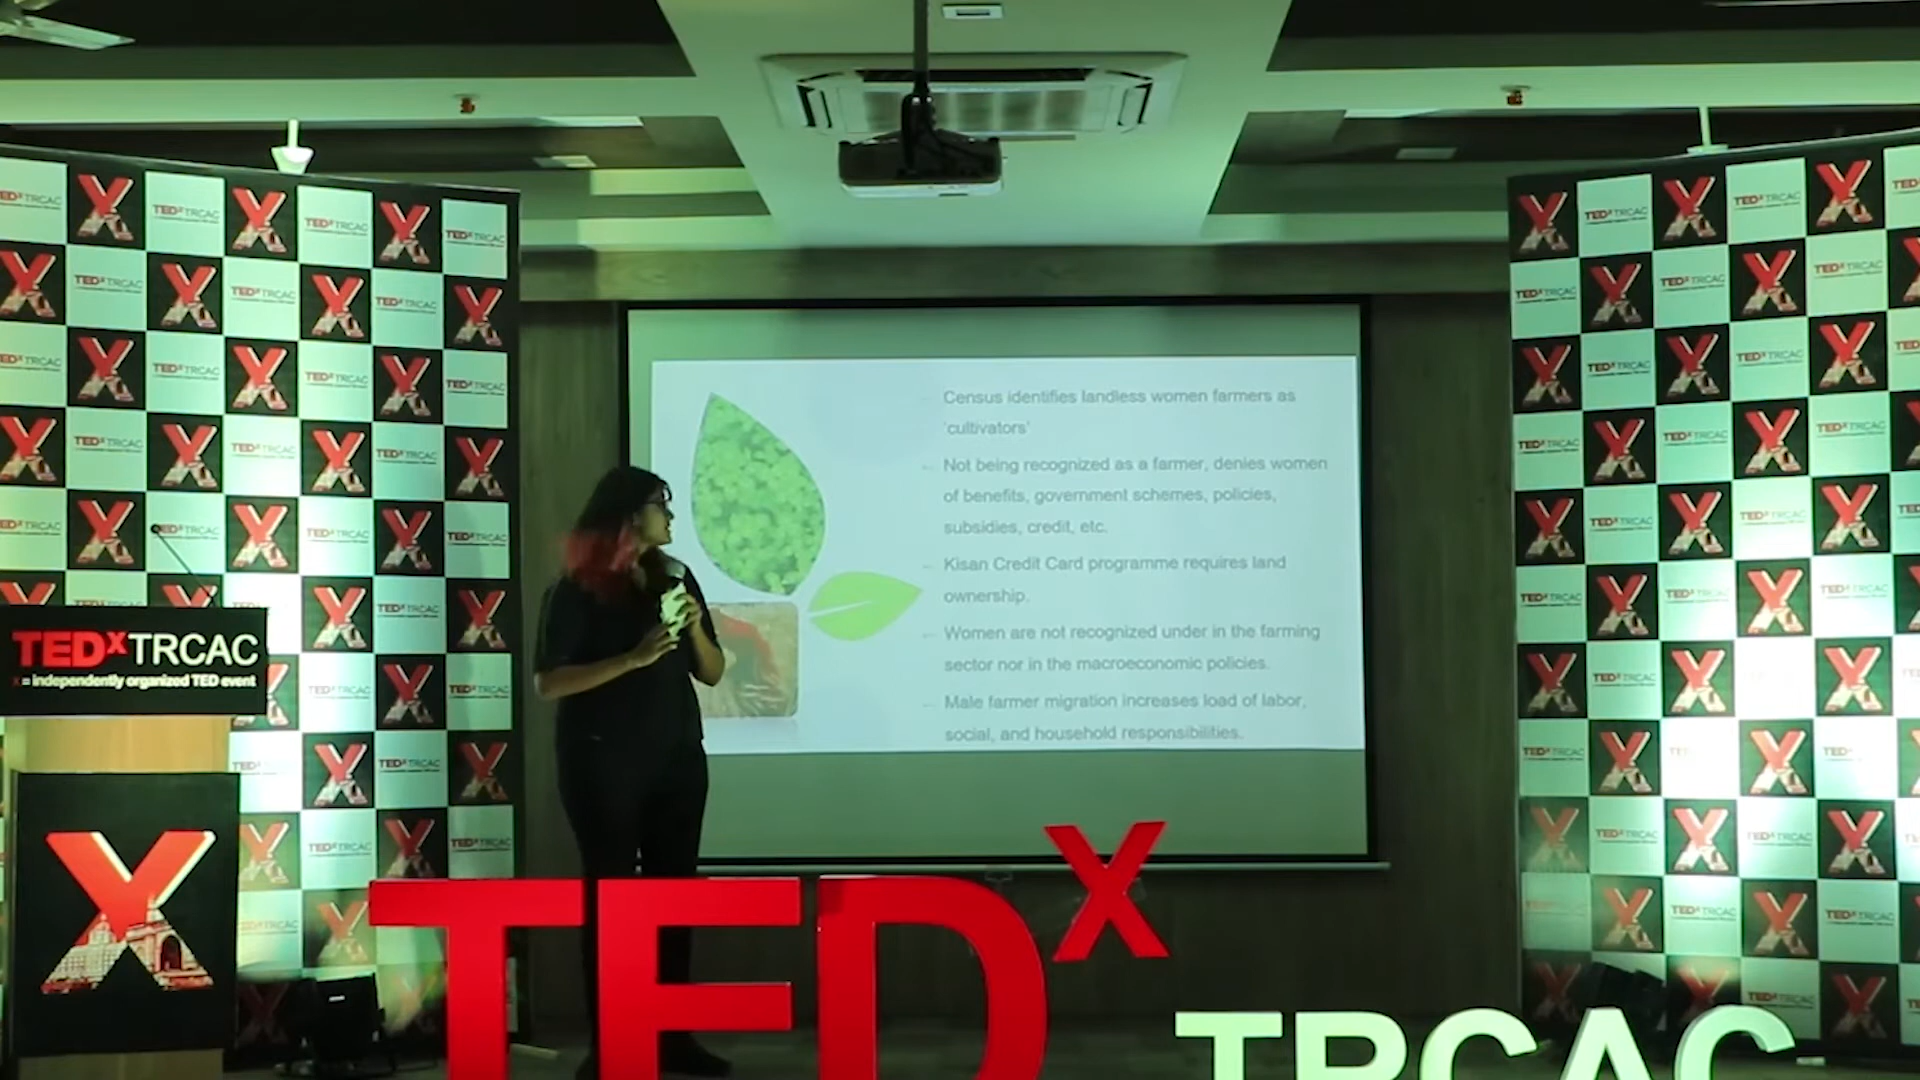 Census identifies landless women farmers as
'cultivators'
Not being recognized as a farmer, denies women
of benefits, government schemes, policies,
subsidies, credit, etc.
Kisan Credit Card programme requires land
ownership.
Women are not recognized under in the farming
sector nor in the macroeconomic policies.
Male farmer migration increases load of labor,
social, and household responsibilities.
TEDxTRCAC
x = independently organized TED event
X
TEDx
TRCAC